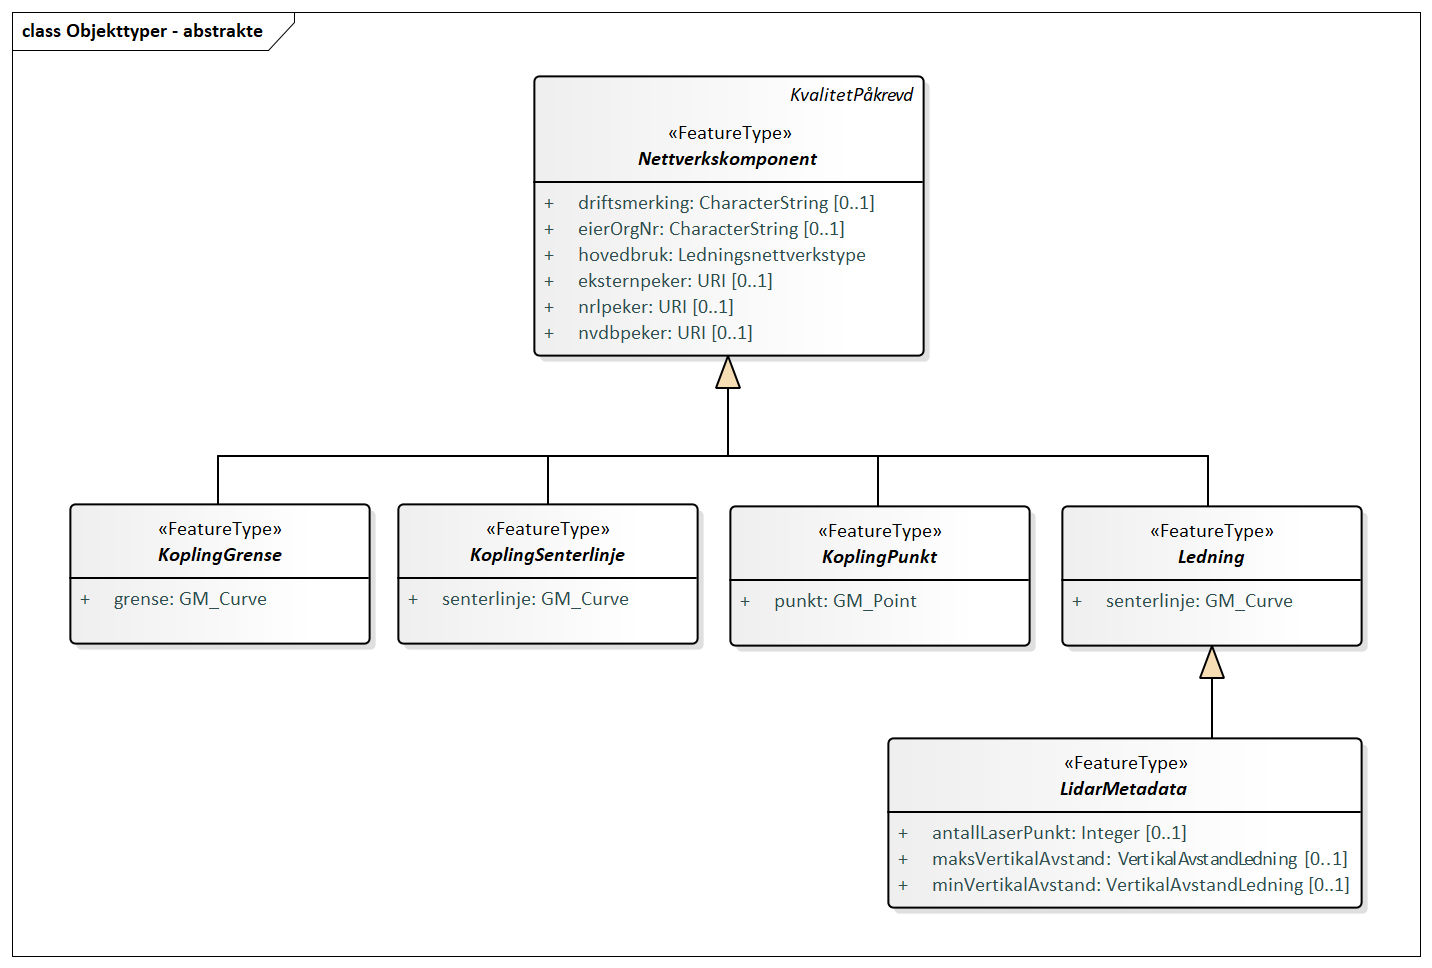 class Objekttyper - abstrakte
KvalitetPåkrevd
«FeatureType»
Nettverkskomponent
+ driftsmerking: CharacterString [0..1]
+ eierOrgNr: CharacterString [0..1]
+ hovedbruk: Ledningsnettverkstype
+ eksternpeker: URI [0..1]
+ nrlpeker: URI [0..1]
+ nvdbpeker: URI [0..1]
«FeatureType»
KoplingGrense
+ grense: GM_Curve
«FeatureType»
KoplingSenterlinje
+ senterlinje: GM_Curve
«FeatureType»
KoplingPunkt
+ punkt: GM_Point
«FeatureType»
Ledning
+ senterlinje: GM_Curve
«FeatureType»
LidarMetadata
+ antallLaserPunkt: Integer [0..1]
+ maksVertikalAvstand: VertikalAvstandLedning [0..1]
+ minVertikalAvstand: VertikalAvstandLedning [0..1]